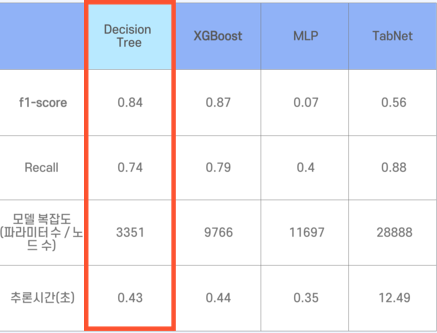 Decision Tree XGBoost MLP TabNet
f1-score 0.84 0.87 0.07 0.56
Recall 0.74 0.79 0.4 0.88
모델 복잡도
(파라미터 수 / 노
드 수) 3351 9766 11697 28888
추론시간(초) 0.43 0.44 0.35 12.49